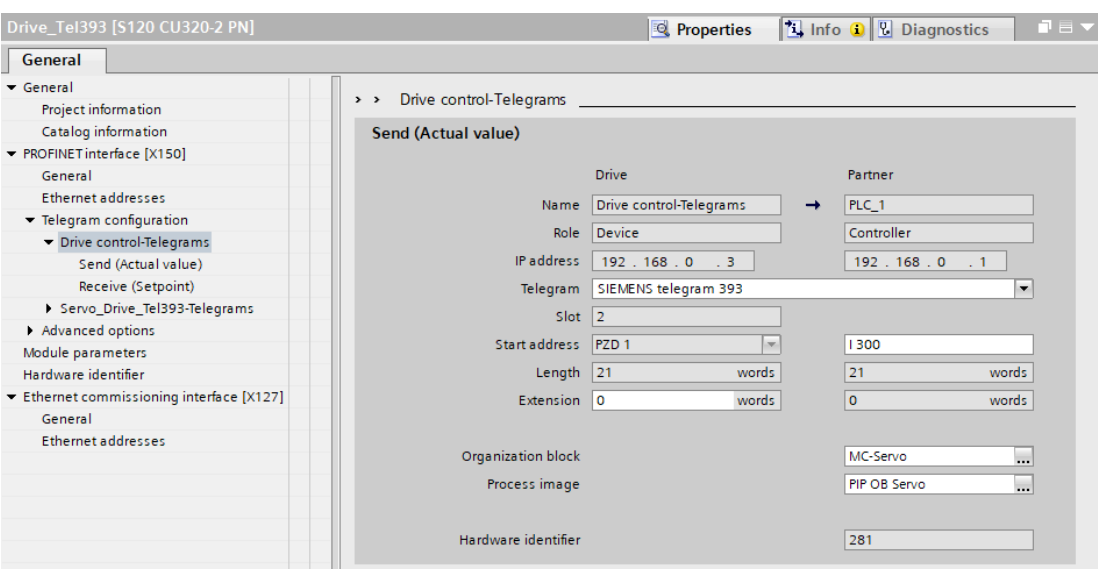 Drive_Tel393 [S120 CU320-2 PN]
Properties Info Diagnostics
General
General
Project information
Catalog information
PROFINET interface [X150]
General
Ethernet addresses
Telegram configuration
Drive control-Telegrams
Send (Actual value)
Receive (Setpoint)
Servo_Drive_Tel393-Telegrams
Advanced options
Module parameters
Hardware identifier
Ethernet commissioning interface [X127]
General
Ethernet addresses
> > Drive control-Telegrams
Send (Actual value)
Drive Partner
Name Drive control-Telegrams → PLC_1
Role Device Controller
IP address 192 . 168 . 0 . 3 192 . 168 . 0 . 1
Telegram SIEMENS telegram 393
Slot 2
Start address PZD 1 I 300
Length 21 words 21 words
Extension 0 words 0 words
Organization block MC-Servo ...
Process image PIP OB Servo ...
Hardware identifier 281